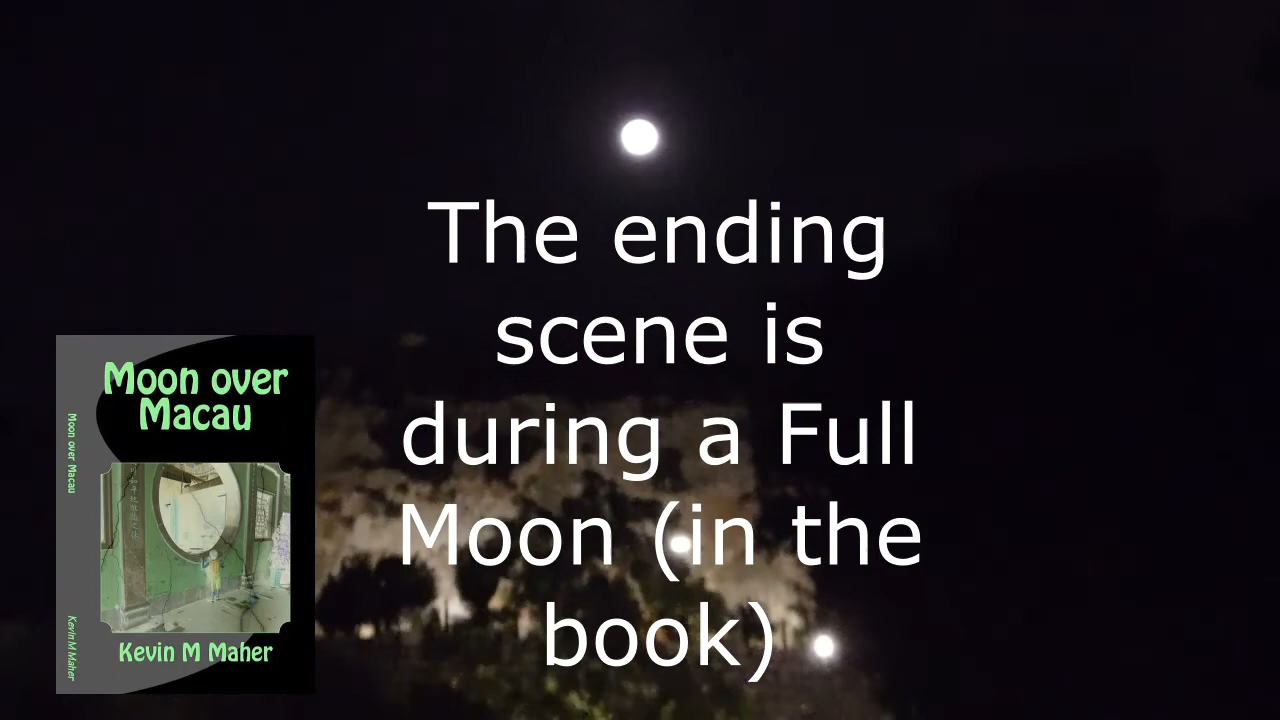 The ending
scene is
during a Full
Moon (in the
book)
Moon over
Macau
Kevin M Maher
Moon over Macau
Kevin M Maher